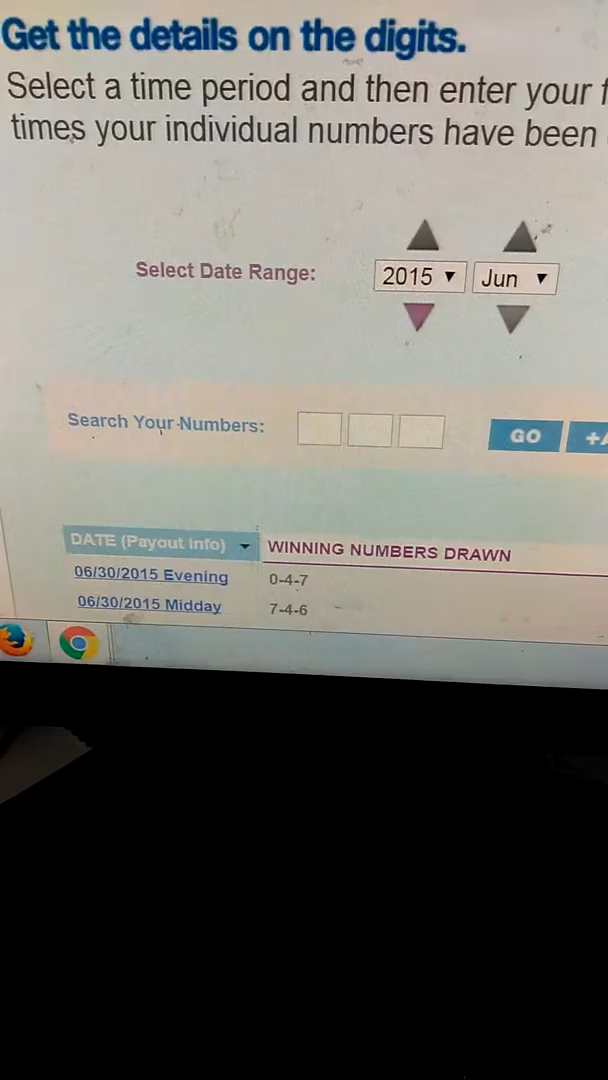 Get the details on the digits.
Select a time period and then enter your
times your individual numbers have been
Select Date Range: 2015 Jun
Search Your Numbers: GO
DATE (Payout Info) WINNING NUMBERS DRAWN
06/30/2015 Evening 0-4-7
06/30/2015 Midday 7-4-6